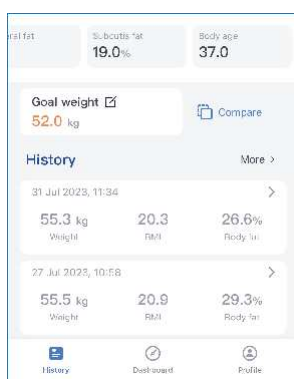 ral fat
Subcutis fat
Body age
19.0%
37.0
Goal weight
52.0 kg
Compare
History
More >
31 Jul 2023, 11:34
55.3 kg
20.3
26.6%
Weight
BMI
Body fat
27 Jul 2023, 10:58
55.5 kg
20.9
29.3%
Weight
BMI
Body fat
History
Dashboard
Profile